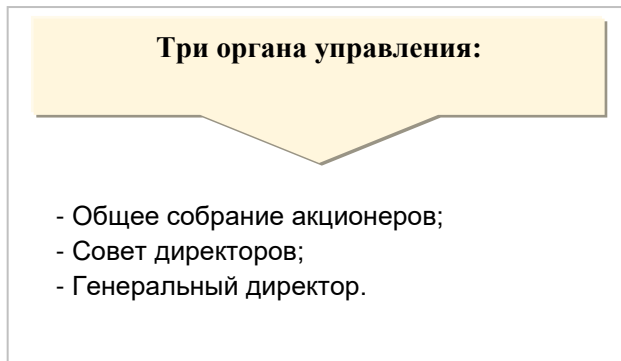 Три органа управления:
- Общее собрание акционеров;
- Совет директоров;
- Генеральный директор.